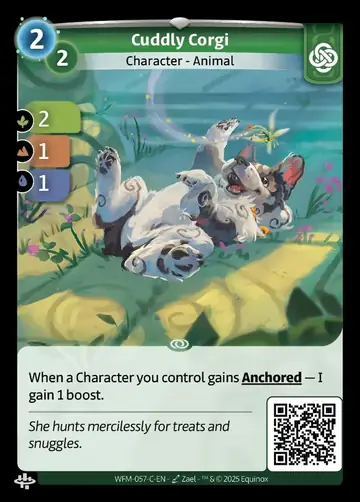 2
Cuddly Corgi
2
Character - Animal
2
1
1
When a Character you control gains Anchored — I
gain 1 boost.
She hunts mercilessly for treats and
snuggles.
WFM-057-C-EN - Zael - ™ & © 2025 Equinox